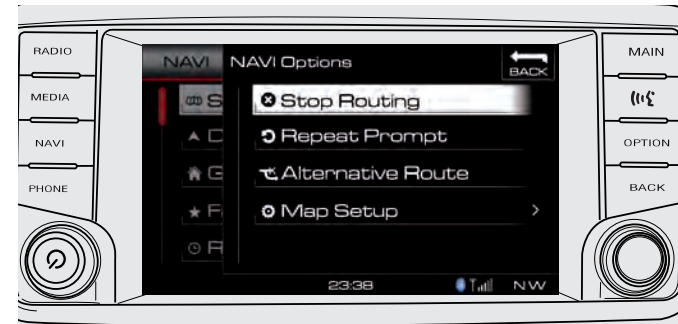 RADIO
MEDIA
NAVI
PHONE
NAVI
NAVI Options
BACK
S
Stop Routing
D
Repeat Prompt
G
Alternative Route
F
Map Setup
R
23:38
NW
MAIN
OPTION
BACK